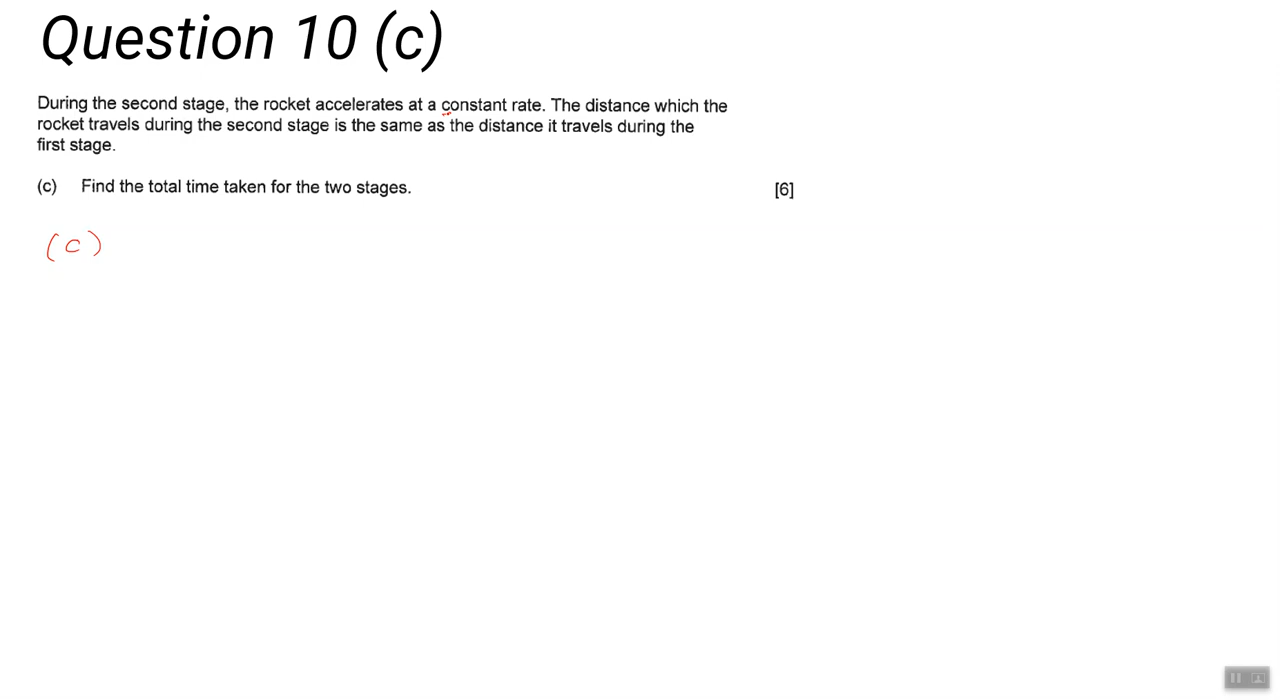 Question 10 (c)
During the second stage, the rocket accelerates at a constant rate. The distance which the
rocket travels during the second stage is the same as the distance it travels during the
first stage.
(c) Find the total time taken for the two stages. [6]
(c)